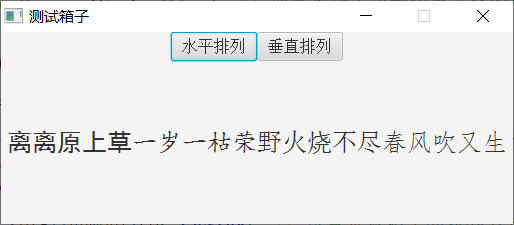 测试箱子
水平排列 垂直排列
离离原上草一岁一枯荣野火烧不尽春风吹又生